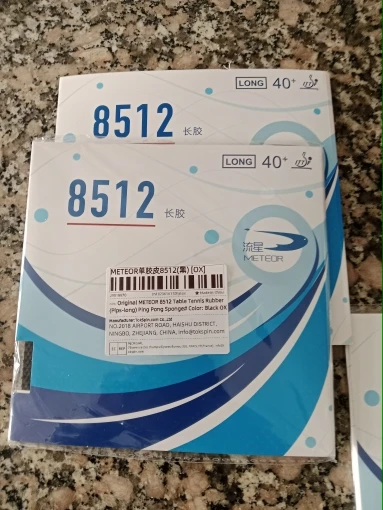 LONG 40+
8512 长胶
LONG 40+
8512 长胶
流星
METEOR
METEOR单胶皮8512(黑) [OX]
Original METEOR 8512 Table Tennis Rubber
(Pips-long) Ping Pong Sponge# Color: Black OX
Manufacturer:
NO.201B AIRPORT ROAD, HAISHU DISTRICT,
NINGBO, ZHEJIANG, CHINA,